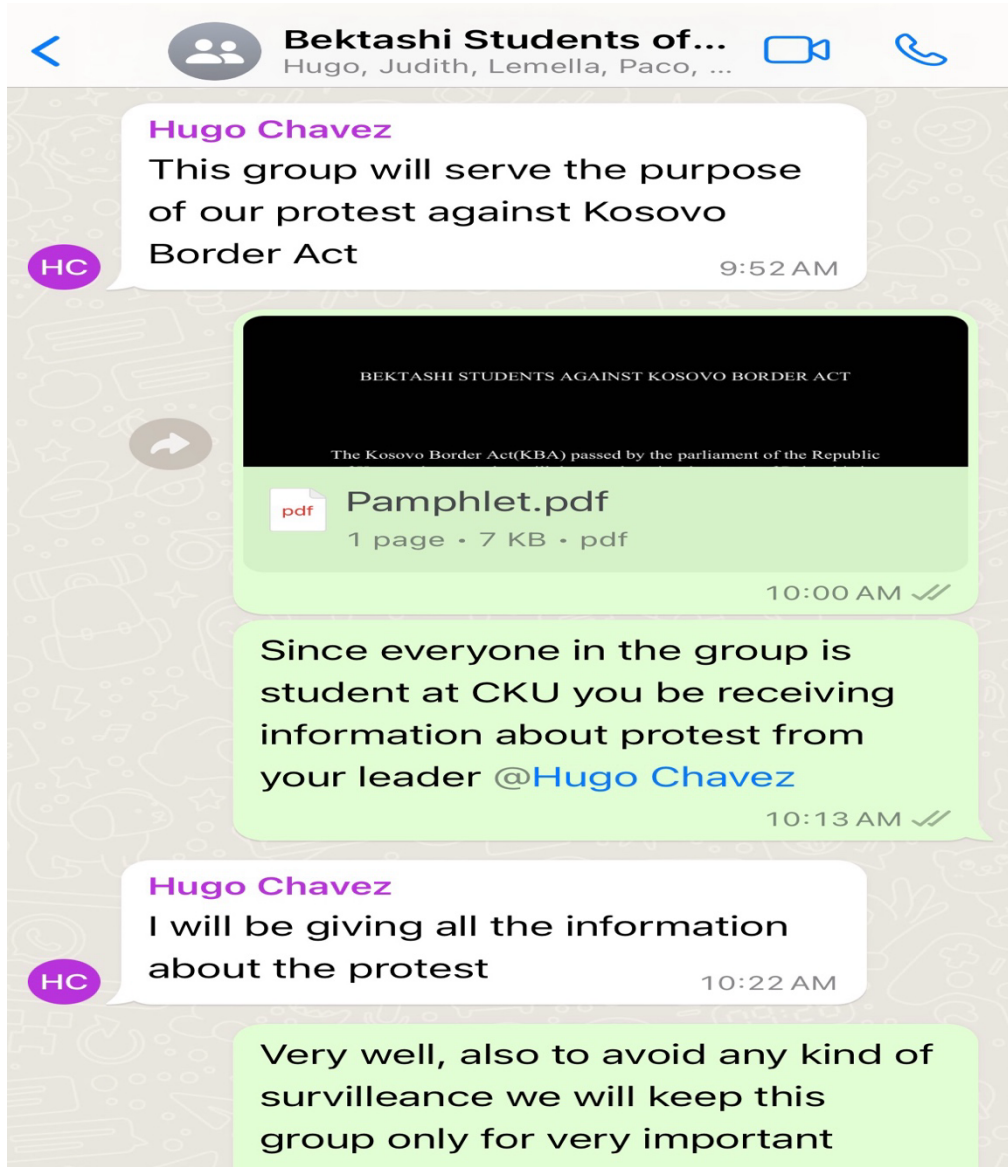 Bektashi Students of...
Hugo, Judith, Lemella, Paco, ...
Hugo Chavez
This group will serve the purpose
of our protest against Kosovo
Border Act
HC
9:52 AM
BEKTASHI STUDENTS AGAINST KOSOVO BORDER ACT
The Kosovo Border Act(KBA) passed by the parliament of the Republic
pdf
Pamphlet.pdf
1 page • 7 KB • pdf
10:00 AM
Since everyone in the group is
student at CKU you be receiving
information about protest from
your leader @Hugo Chavez
10:13 AM
Hugo Chavez
I will be giving all the information
about the protest
HC
10:22 AM
Very well, also to avoid any kind of
survilleance we will keep this
group only for very important